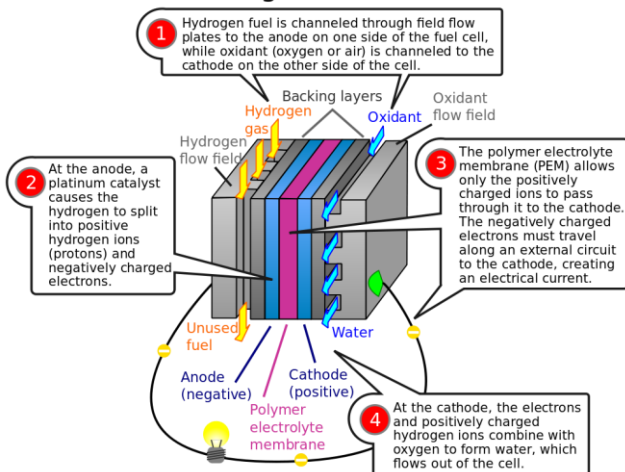 1
Hydrogen fuel is channeled through field flow
plates to the anode on one side of the fuel cell,
while oxidant (oxygen or air) is channeled to the
cathode on the other side of the cell.
Backing layers
Hydrogen
gas
Oxidant
Oxidant
flow field
Hydrogen
flow field
2
At the anode, a
platinum catalyst
causes the
hydrogen to split
into positive
hydrogen ions
(protons) and
negatively charged
electrons.
3
The polymer electrolyte
membrane (PEM) allows
only the positively
charged ions to pass
through it to the cathode.
The negatively charged
electrons must travel
along an external circuit
to the cathode, creating
an electrical current.
Unused
fuel
Water
Anode
(negative)
Cathode
(positive)
Polymer
electrolyte
membrane
4
At the cathode, the electrons
and positively charged
hydrogen ions combine with
oxygen to form water, which
flows out of the cell.